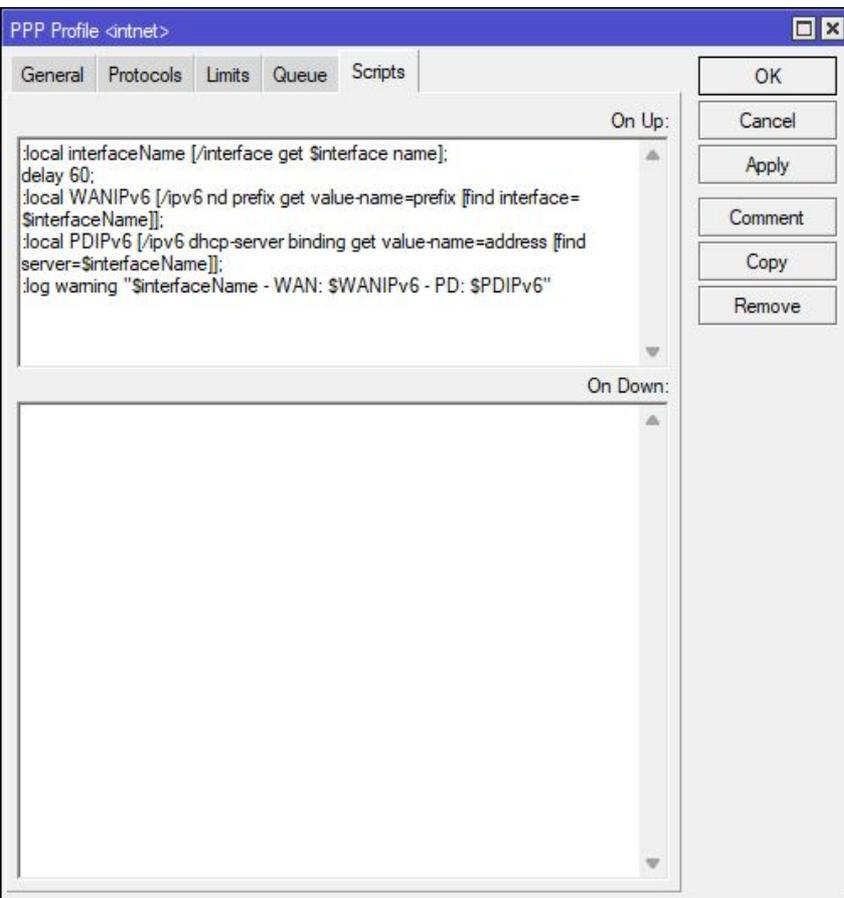 PPP Profile <intnet>
General Protocols Limits Queue Scripts
OK
On Up:
Cancel
:local interfaceName [/interface get $interface name];
delay 60;
:local WANIPv6 [/ipv6 nd prefix get value-name=prefix [find interface=
$interfaceName]];
:local PDIPv6 [/ipv6 dhcp-server binding get value-name=address [find
server=$interfaceName]];
:log warning "$interfaceName - WAN: $WANIPv6 - PD: $PDIPv6"
Apply
Comment
Copy
Remove
On Down: